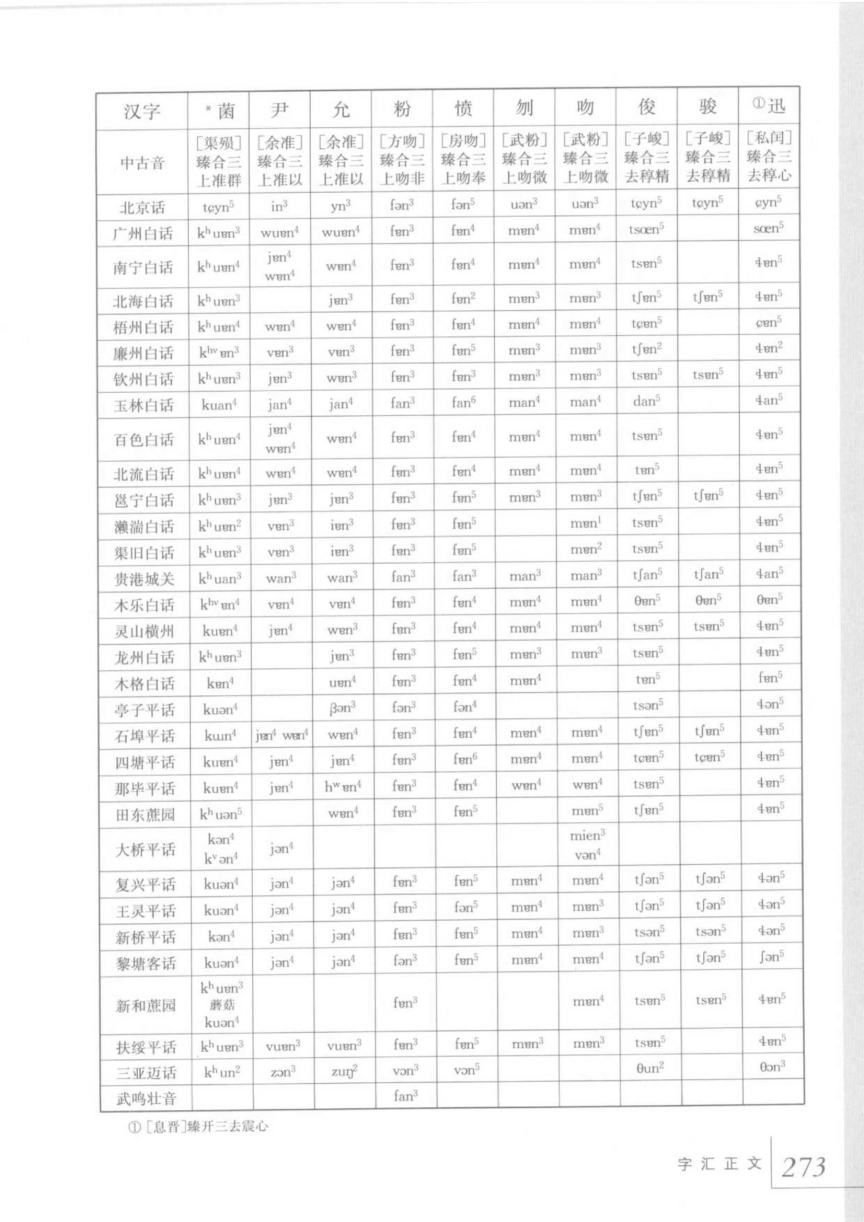 汉字 *菌 尹 允 粉 愤 刎 吻 俊 骏 ①迅
中古音 [渠殒]臻合三上准群 [余准]臻合三上准以 [余准]臻合三上准以 [方吻]臻合三上吻非 [房吻]臻合三上吻奉 [武粉]臻合三上吻微 [武粉]臻合三上吻微 [子峻]臻合三去稕精 [子峻]臻合三去稕精 [私闰]臻合三去稕心
北京话 tɕyn⁵ in³ yn³ fən³ fən⁵ uən³ uən³ tɕyn⁵ tɕyn⁵ ɕyn⁵
广州白话 kʰuɐn³ wuɐn⁴ wuɐn⁴ fɐn³ fɐn⁴ mɐn⁴ mɐn⁴ tsœn⁵ sœn⁵
南宁白话 kʰuɐn⁴ jɐn⁴ wɐn⁴ wɐn⁴ fɐn³ fɐn⁴ mɐn⁴ mɐn⁴ tsɐn⁵ ɬɐn⁵
北海白话 kʰuɐn³ jɐn³ fɐn³ fɐn² mɐn³ mɐn³ tʃɐn⁵ tʃɐn⁵ ɬɐn⁵
梧州白话 kʰuɐn⁴ wɐn⁴ wɐn⁴ fɐn³ fɐn⁴ mɐn⁴ mɐn⁴ tɕɐn⁵ ɕɐn⁵
廉州白话 kʰᵛɐn³ vɐn³ vɐn³ fɐn³ fɐn⁵ mɐn³ mɐn³ tʃɐn² ɬɐn²
钦州白话 kʰuɐn³ jɐn³ wɐn³ fɐn³ fɐn³ mɐn³ mɐn³ tsɐn⁵ tsɐn⁵ ɬɐn⁵
玉林白话 kuan⁴ jan⁴ jan⁴ fan³ fan⁶ man⁴ man⁴ dan⁵ ɬan⁵
百色白话 kʰuɐn⁴ jɐn⁴ wɐn⁴ wɐn⁴ fɐn³ fɐn⁴ mɐn⁴ mɐn⁴ tsɐn⁵ ɬɐn⁵
北流白话 kʰuɐn⁴ wɐn⁴ wɐn⁴ fɐn³ fɐn⁴ mɐn⁴ mɐn⁴ tɐn⁵ ɬɐn⁵
邕宁白话 kʰuɐn³ jɐn³ jɐn³ fɐn³ fɐn⁵ mɐn³ mɐn³ tʃɐn⁵ tʃɐn⁵ ɬɐn⁵
濑湍白话 kʰuɐn² vɐn³ iɐn³ fɐn³ fɐn⁵ mɐn¹ tsɐn⁵ ɬɐn⁵
渠旧白话 kʰuɐn³ vɐn³ iɐn³ fɐn³ fɐn⁵ mɐn² tsɐn⁵ ɬɐn⁵
贵港城关 kʰuan³ wan³ wan³ fan³ fan³ man³ man³ tʃan⁵ tʃan⁵ ɬan⁵
木乐白话 kʰᵛɐn⁴ vɐn⁴ vɐn⁴ fɐn³ fɐn⁴ mɐn⁴ mɐn⁴ θɐn⁵ θɐn⁵ θɐn⁵
灵山横州 kuɐn⁴ jɐn⁴ wɐn³ fɐn³ fɐn⁴ mɐn⁴ mɐn⁴ tsɐn⁵ tsɐn⁵ ɬɐn⁵
龙州白话 kʰuɐn³ jɐn³ fɐn³ fɐn⁵ mɐn³ mɐn³ tsɐn⁵ ɬɐn⁵
木格白话 kɐn⁴ uɐn⁴ fɐn³ fɐn⁴ mɐn⁴ tɐn⁵ fɐn⁵
亭子平话 kuən⁴ βən³ fən³ fən⁴ tsən⁵ ɬən⁵
石埠平话 kɯn⁴ jɐn⁴ wɐn⁴ wɐn⁴ fɐn³ fɐn⁴ mɐn⁴ mɐn⁴ tʃɐn⁵ tʃɐn⁵ ɬɐn⁵
四塘平话 kuɐn⁴ jɐn⁴ jɐn⁴ fɐn³ fɐn⁶ mɐn⁴ mɐn⁴ tɕɐn⁵ tɕɐn⁵ ɬɐn⁵
那毕平话 kuɐn⁴ jɐn⁴ hʷɐn⁴ fɐn³ fɐn⁴ wɐn⁴ wɐn⁴ tsɐn⁵ ɬɐn⁵
田东蔗园 kʰuən⁵ wɐn⁴ fɐn³ fɐn⁵ mɐn⁵ tʃɐn⁵ ɬɐn⁵
大桥平话 kən⁴ kᵛən⁴ jən⁴ mien³ vən⁴
复兴平话 kuən⁴ jən⁴ jən⁴ fɐn³ fɐn⁵ mɐn⁴ mɐn⁴ tʃən⁵ tʃən⁵ ɬən⁵
王灵平话 kuən⁴ jən⁴ jən⁴ fɐn³ fən⁵ mɐn⁴ mɐn³ tʃən⁵ tʃən⁵ ɬən⁵
新桥平话 kən⁴ jən⁴ jən⁴ fɐn³ fɐn⁵ mɐn⁴ mɐn³ tsən⁵ tsən⁵ ɬən⁵
黎塘客话 kuən⁴ jən⁴ jən⁴ fən³ fɐn⁵ mɐn⁴ mɐn⁴ tʃən⁵ tʃən⁵ ʃən⁵
新和蔗园 kʰuɐn³ 蘑菇 kuən⁴ fɐn³ mɐn⁴ tsɐn⁵ tsɐn⁵ ɬɐn⁵
扶绥平话 kʰuɐn³ vuɐn³ vuɐn³ fɐn³ fɐn⁵ mɐn³ mɐn³ tsɐn⁵ ɬɐn⁵
三亚迈话 kʰun² zən³ zuŋ² vən³ vən⁵ θun² θən³
武鸣壮音 fan³
①[息晋]臻开三去震心
字汇正文 273